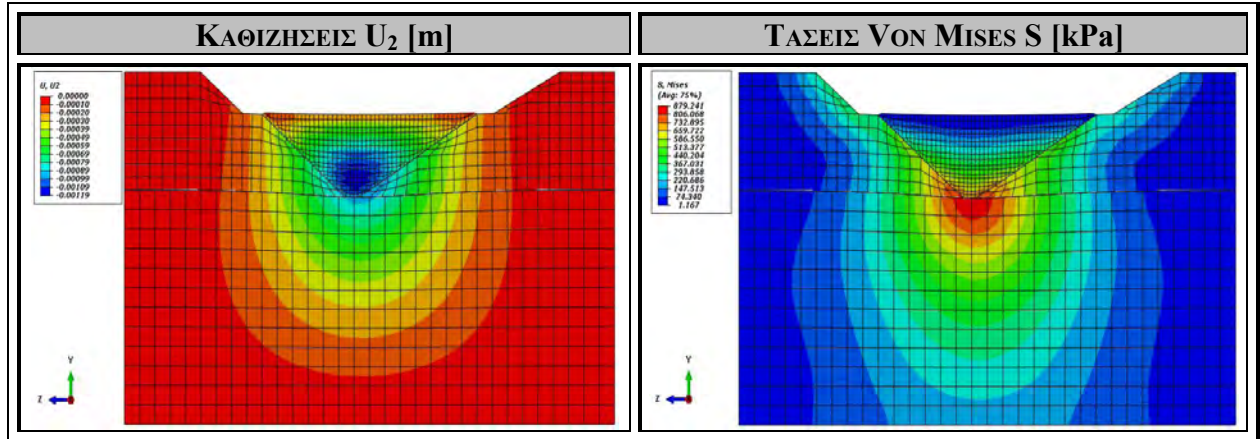 ΚΑΘΙΖΗΣΕΙΣ U2 [m]
ΤΑΣΕΙΣ VON MISES S [kPa]
U, U2
0.00000
-0.00010
-0.00020
-0.00030
-0.00039
-0.00049
-0.00059
-0.00069
-0.00079
-0.00089
-0.00099
-0.00109
-0.00119
Y
Z
S, Mises
(Avg: 75%)
879.241
806.068
732.895
659.722
586.550
513.377
440.204
367.031
293.858
220.686
147.513
74.340
1.167
Y
Z